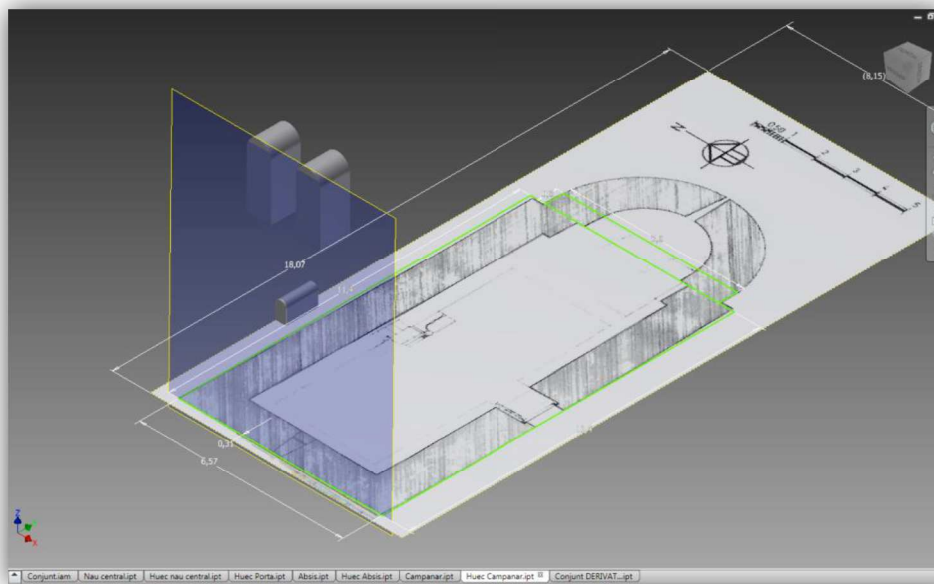 (8,15)
N
0.50 1
2
3
4
5
18,07
0,31
6,57
Z
X
Conjunt.iam
Nau central.ipt
Huec nau central.ipt
Huec Porta.ipt
Absis.ipt
Huec Absis.ipt
Campanar.ipt
Huec Campanar.ipt
Conjunt DERIVAT...ipt